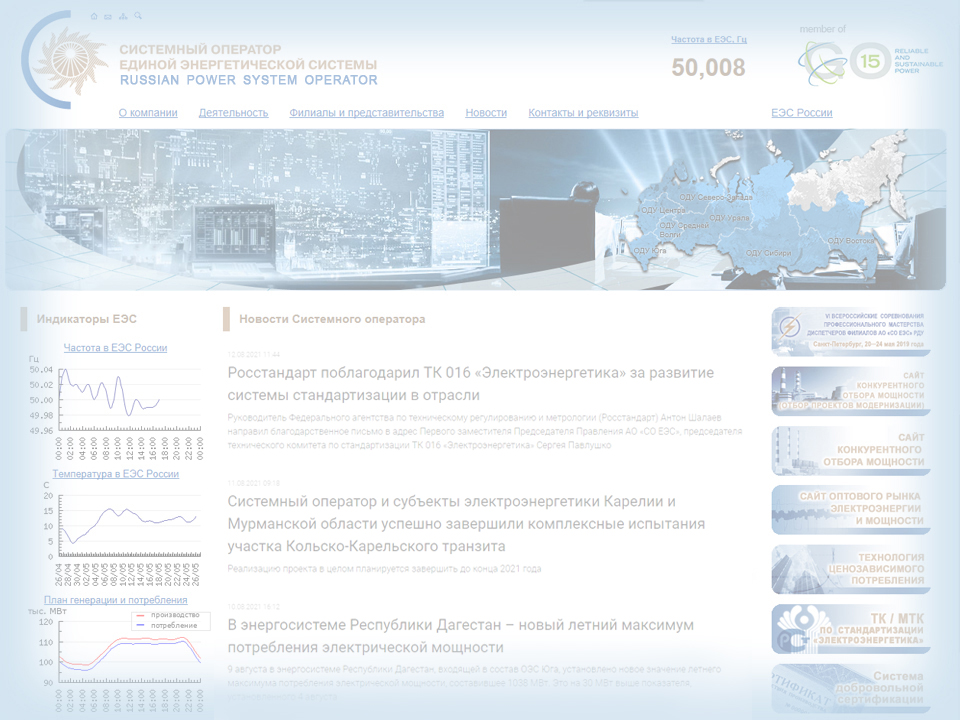 СИСТЕМНЫЙ ОПЕРАТОР
ЕДИНОЙ ЭНЕРГЕТИЧЕСКОЙ СИСТЕМЫ
RUSSIAN POWER SYSTEM OPERATOR
Частота в ЕЭС, Гц
50,008
member of
GO 15
RELIABLE
AND
SUSTAINABLE
POWER
О компании
Деятельность
Филиалы и представительства
Новости
Контакты и реквизиты
ЕЭС России
ОДУ Северо-Запада
ОДУ Центра
ОДУ Урала
ОДУ Средней
Волги
ОДУ Юга
ОДУ Сибири
ОДУ Востока
Индикаторы ЕЭС
Частота в ЕЭС России
Гц
50.04
50.02
50.00
49.98
49.96
00:00 02:00 04:00 06:00 08:00 10:00 12:00 14:00 16:00 18:00 20:00 22:00 00:00
Температура в ЕЭС России
С
20
15
10
5
0
26/04 28/04 30/04 02/05 04/05 06/05 08/05 10/05 12/05 14/05 16/05 18/05 20/05 22/05 24/05 26/05
План генерации и потребления
тыс. МВт
производство
потребление
120
110
100
90
00:00 02:00 04:00 06:00 08:00 10:00 12:00 14:00 16:00 18:00 20:00 22:00 00:00
Новости Системного оператора
12.08.2021 11:44
Росстандарт поблагодарил ТК 016 «Электроэнергетика» за развитие
системы стандартизации в отрасли
Руководитель Федерального агентства по техническому регулированию и метрологии (Росстандарт) Антон Шалаев
направил благодарственное письмо в адрес Первого заместителя Председателя Правления АО «СО ЕЭС», председателя
технического комитета по стандартизации ТК 016 «Электроэнергетика» Сергея Павлушко
Системный оператор и субъекты электроэнергетики Карелии и
Мурманской области успешно завершили комплексные испытания
участка Кольско-Карельского транзита
Реализацию проекта в целом планируется завершить до конца 2021 года
В энергосистеме Республики Дагестан – новый летний максимум
потребления электрической мощности
9 августа в энергосистеме Республики Дагестан, входящей в состав ОЭС Юга, установлено новое значение летнего
максимума потребления электрической мощности, составившее 1038 МВт. Это на 30 МВт выше показателя,
VI ВСЕРОССИЙСКИЕ СОРЕВНОВАНИЯ
ПРОФЕССИОНАЛЬНОГО МАСТЕРСТВА
ДИСПЕТЧЕРОВ ФИЛИАЛОВ АО «СО ЕЭС» РДУ
Санкт-Петербург, 20–24 мая 2019 года
САЙТ
КОНКУРЕНТНОГО
ОТБОРА МОЩНОСТИ
(ОТБОР ПРОЕКТОВ МОДЕРНИЗАЦИИ)
САЙТ
КОНКУРЕНТНОГО
ОТБОРА МОЩНОСТИ
САЙТ ОПТОВОГО РЫНКА
ЭЛЕКТРОЭНЕРГИИ
И МОЩНОСТИ
ТЕХНОЛОГИЯ
ЦЕНОЗАВИСИМОГО
ПОТРЕБЛЕНИЯ
ТК / МТК
ПО СТАНДАРТИЗАЦИИ
«ЭЛЕКТРОЭНЕРГЕТИКА»
Система
добровольной
сертификации